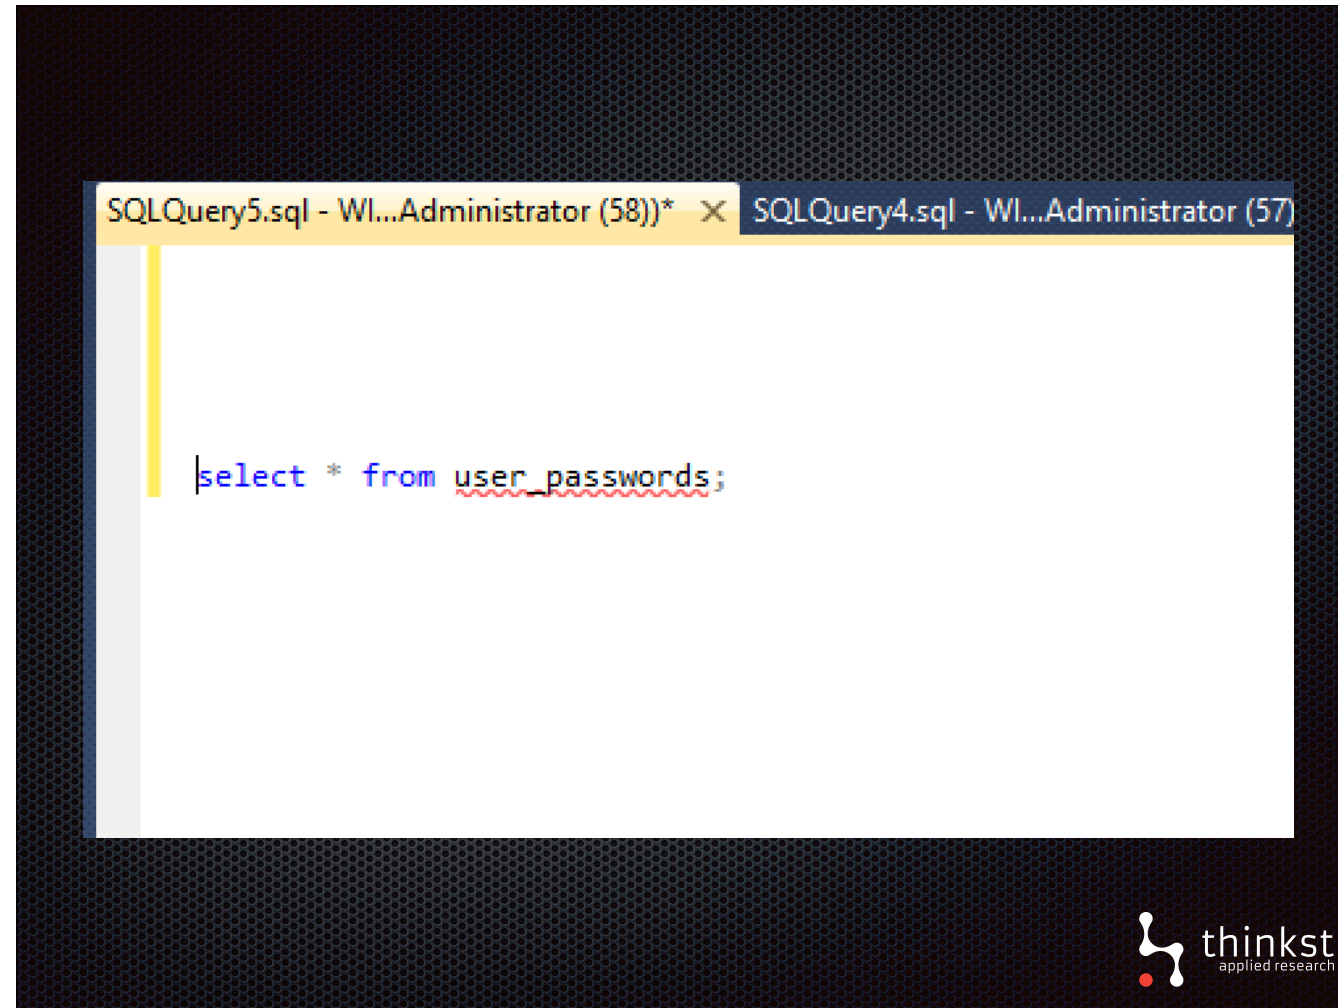 SQLQuery5.sql - WI...Administrator (58))* SQLQuery4.sql - WI...Administrator (57)
select * from user_passwords;
thinkst
applied research